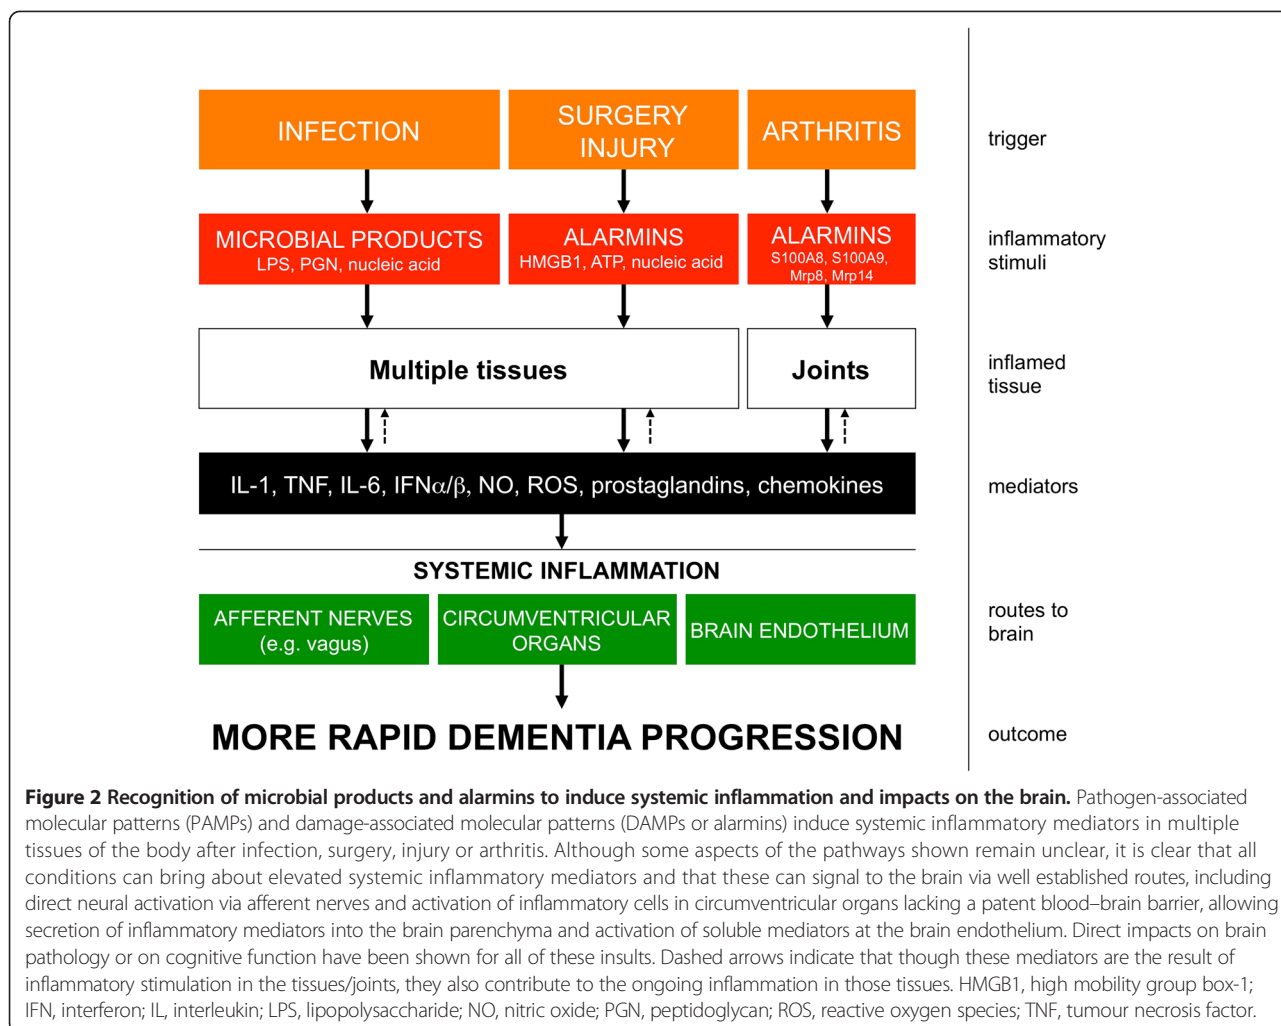 INFECTION
SURGERY
INJURY
ARTHRITIS
trigger
MICROBIAL PRODUCTS
LPS, PGN, nucleic acid
ALARMINS
HMGB1, ATP, nucleic acid
ALARMINS
S100A8, S100A9,
Mrp8, Mrp14
inflammatory
stimuli
Multiple tissues
Joints
inflamed
tissue
IL-1, TNF, IL-6, IFNα/β, NO, ROS, prostaglandins, chemokines
mediators
SYSTEMIC INFLAMMATION
AFFERENT NERVES
(e.g. vagus)
CIRCUMVENTRICULAR
ORGANS
BRAIN ENDOTHELIUM
routes to
brain
MORE RAPID DEMENTIA PROGRESSION
outcome
Figure 2 Recognition of microbial products and alarmins to induce systemic inflammation and impacts on the brain. Pathogen-associated
molecular patterns (PAMPs) and damage-associated molecular patterns (DAMPs or alarmins) induce systemic inflammatory mediators in multiple
tissues of the body after infection, surgery, injury or arthritis. Although some aspects of the pathways shown remain unclear, it is clear that all
conditions can bring about elevated systemic inflammatory mediators and that these can signal to the brain via well established routes, including
direct neural activation via afferent nerves and activation of inflammatory cells in circumventricular organs lacking a patent blood–brain barrier, allowing
secretion of inflammatory mediators into the brain parenchyma and activation of soluble mediators at the brain endothelium. Direct impacts on brain
pathology or on cognitive function have been shown for all of these insults. Dashed arrows indicate that though these mediators are the result of
inflammatory stimulation in the tissues/joints, they also contribute to the ongoing inflammation in those tissues. HMGB1, high mobility group box-1;
IFN, interferon; IL, interleukin; LPS, lipopolysaccharide; NO, nitric oxide; PGN, peptidoglycan; ROS, reactive oxygen species; TNF, tumour necrosis factor.